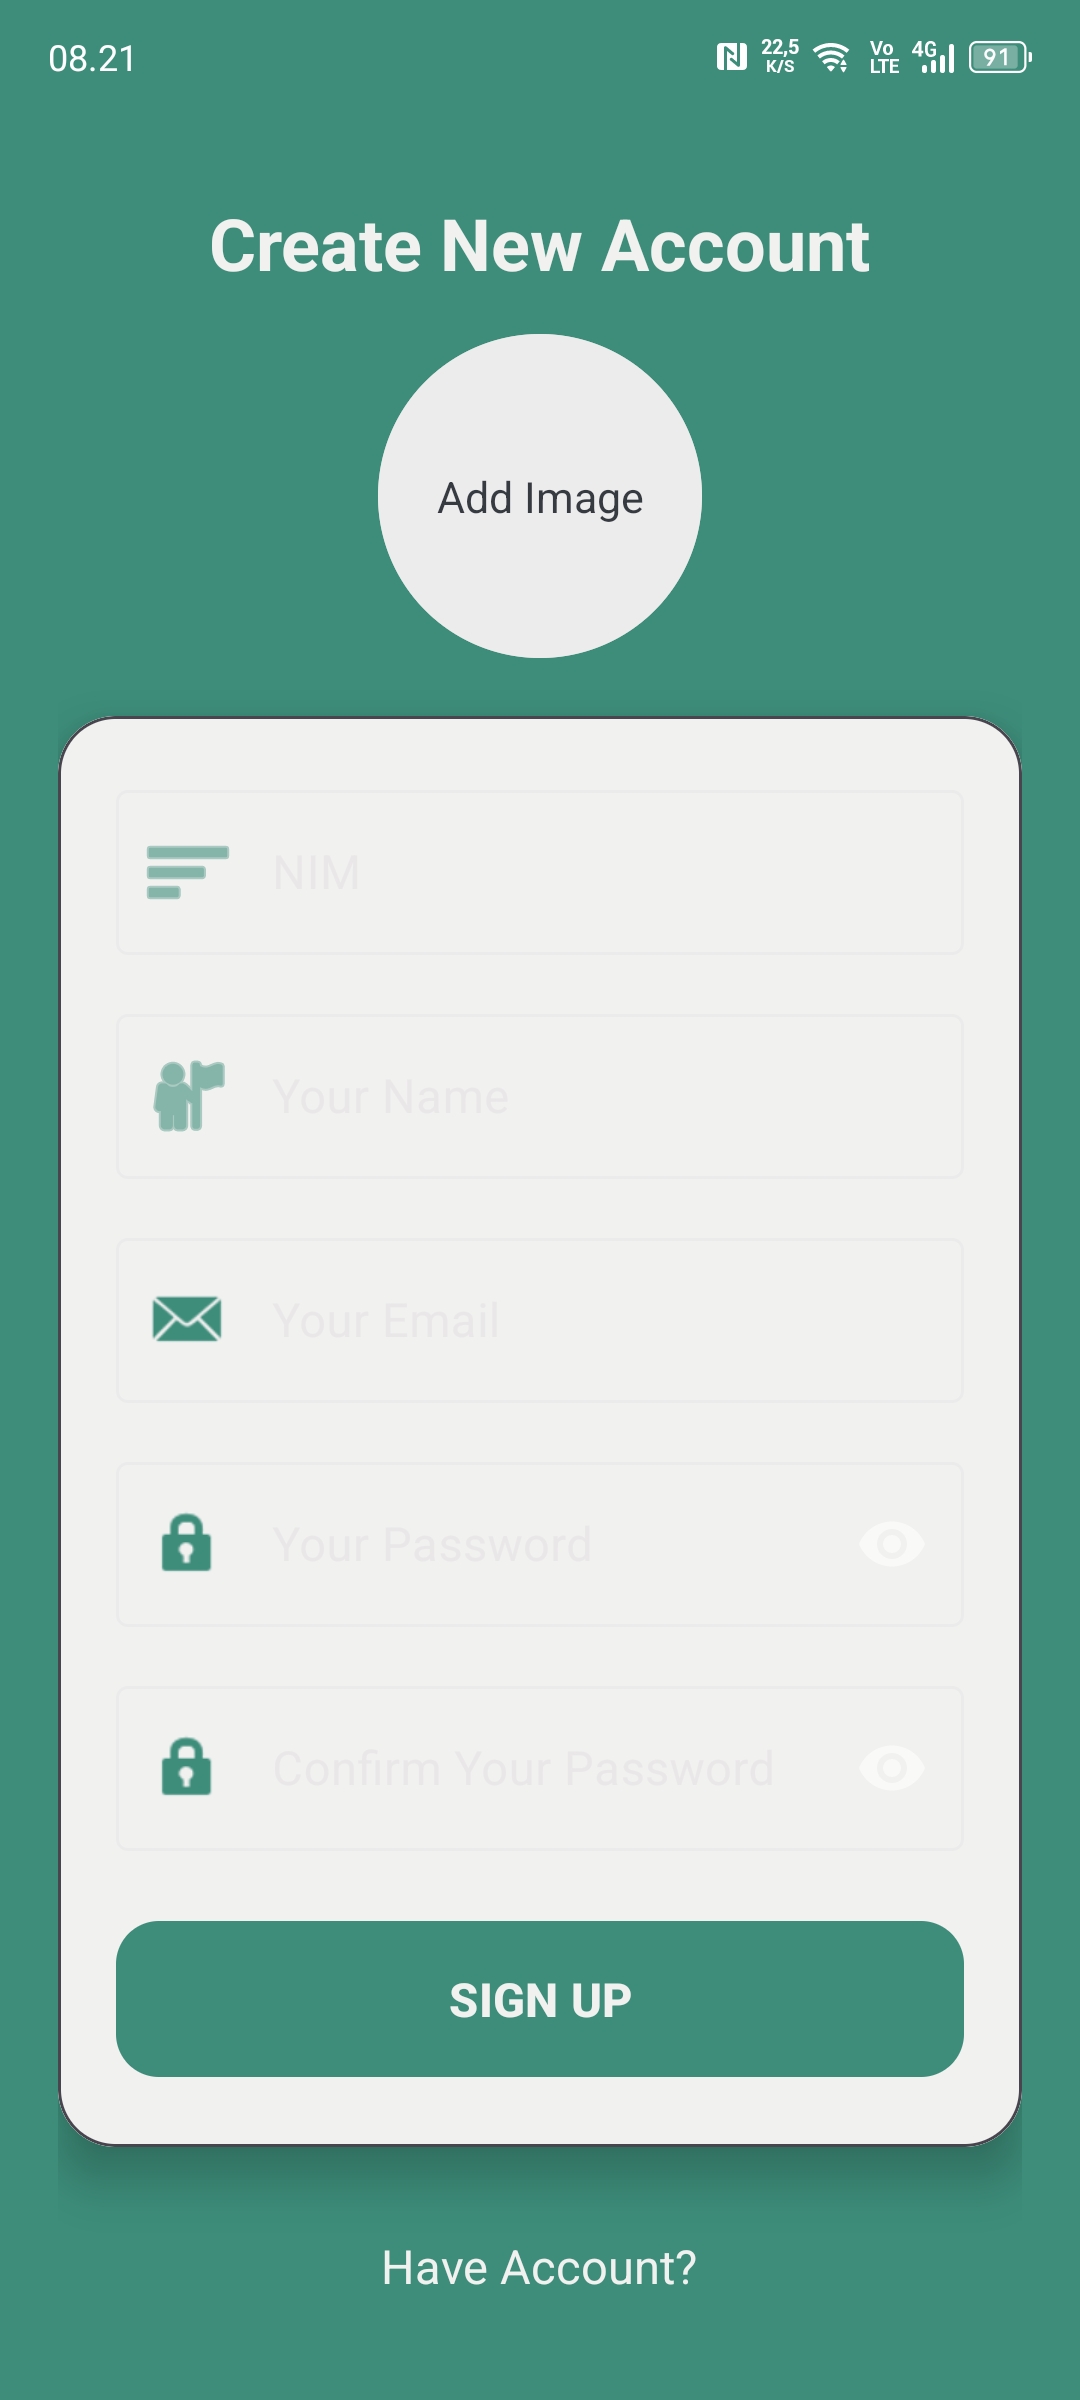 08.21
22,5
K/S
Vo
LTE
4G
91
Create New Account
Add Image
NIM
Your Name
Your Email
Your Password
Confirm Your Password
SIGN UP
Have Account?